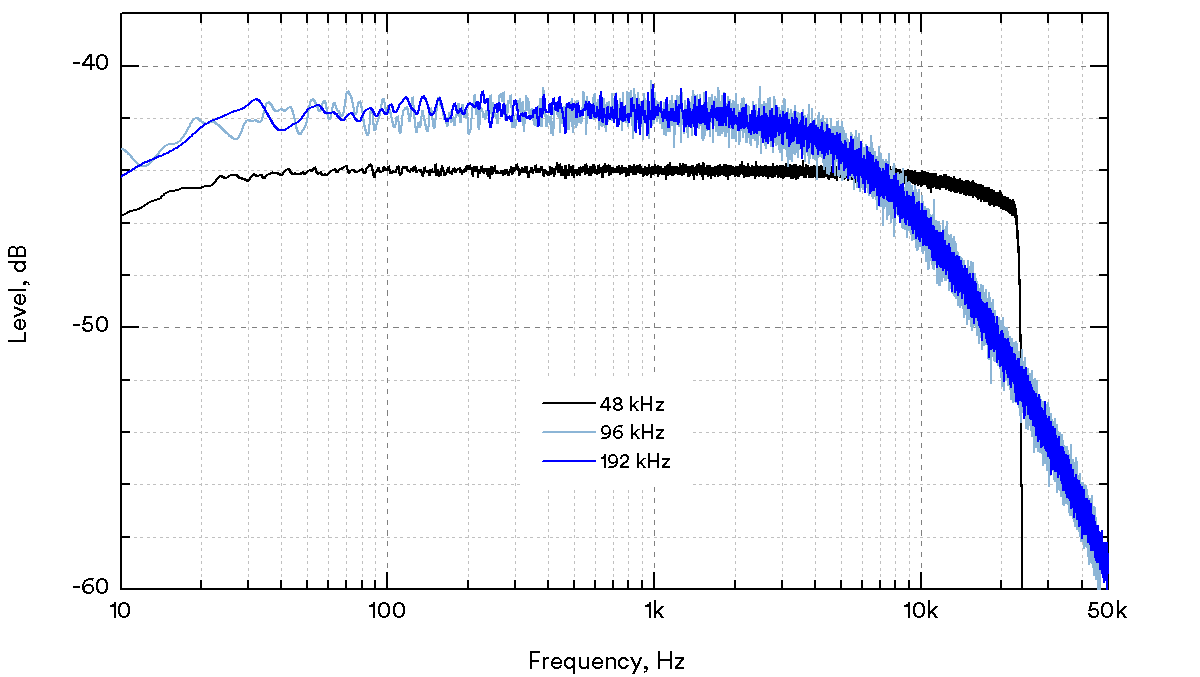 -40
-50
-60
Level, dB
48 kHz
96 kHz
192 kHz
10 100 1k 10k 50k
Frequency, Hz